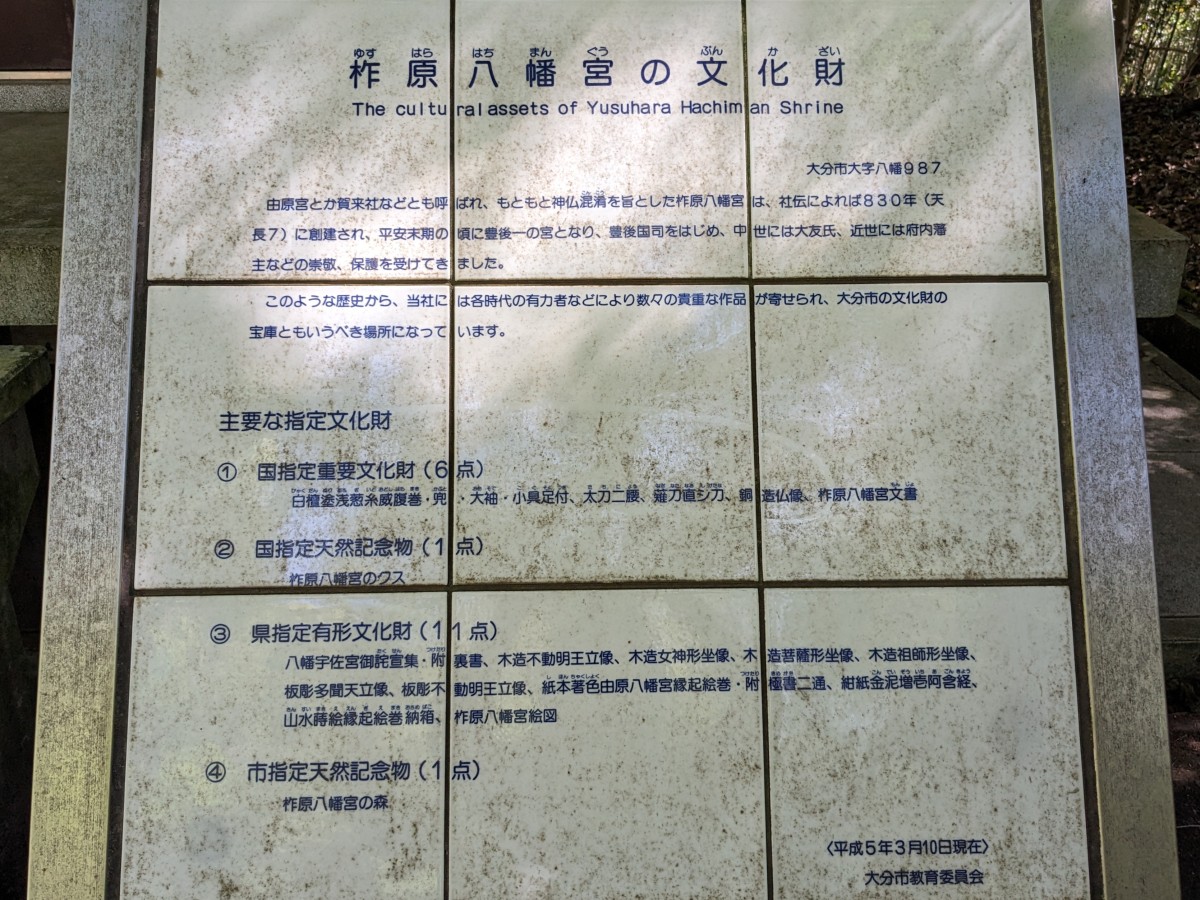 柞原八幡宮の文化財
The cultural assets of Yusuhara Hachiman Shrine
大分市大字八幡987
由原宮とか賀来社などとも呼ばれ、もともと神仏混淆を旨とした柞原八幡宮は、社伝によれば830年（天
長7）に創建され、平安末期の頃に豊後一の宮となり、豊後国司をはじめ、中世には大友氏、近世には府内藩
主などの崇敬、保護を受けてきました。
このような歴史から、当社には各時代の有力者などにより数々の貴重な作品が寄せられ、大分市の文化財の
宝庫ともいうべき場所になっています。
主要な指定文化財
① 国指定重要文化財（6点）
白檀塗浅葱糸威腹巻・兜、大袖・小具足付、太刀二腰、薙刀直シ刀、銅造仏像、柞原八幡宮文書
② 国指定天然記念物（1点）
柞原八幡宮のクス
③ 県指定有形文化財（11点）
八幡宇佐宮御託宣集・附裏書、木造不動明王立像、木造女神形坐像、木造菩薩形坐像、木造祖師形坐像、
板彫多聞天立像、板彫不動明王立像、紙本著色由原八幡宮縁起絵巻・附極書二通、紺紙金泥増壱阿含経、
山水蒔絵縁起絵巻納箱、柞原八幡宮絵図
④ 市指定天然記念物（1点）
柞原八幡宮の森
〈平成5年3月10日現在〉
大分市教育委員会